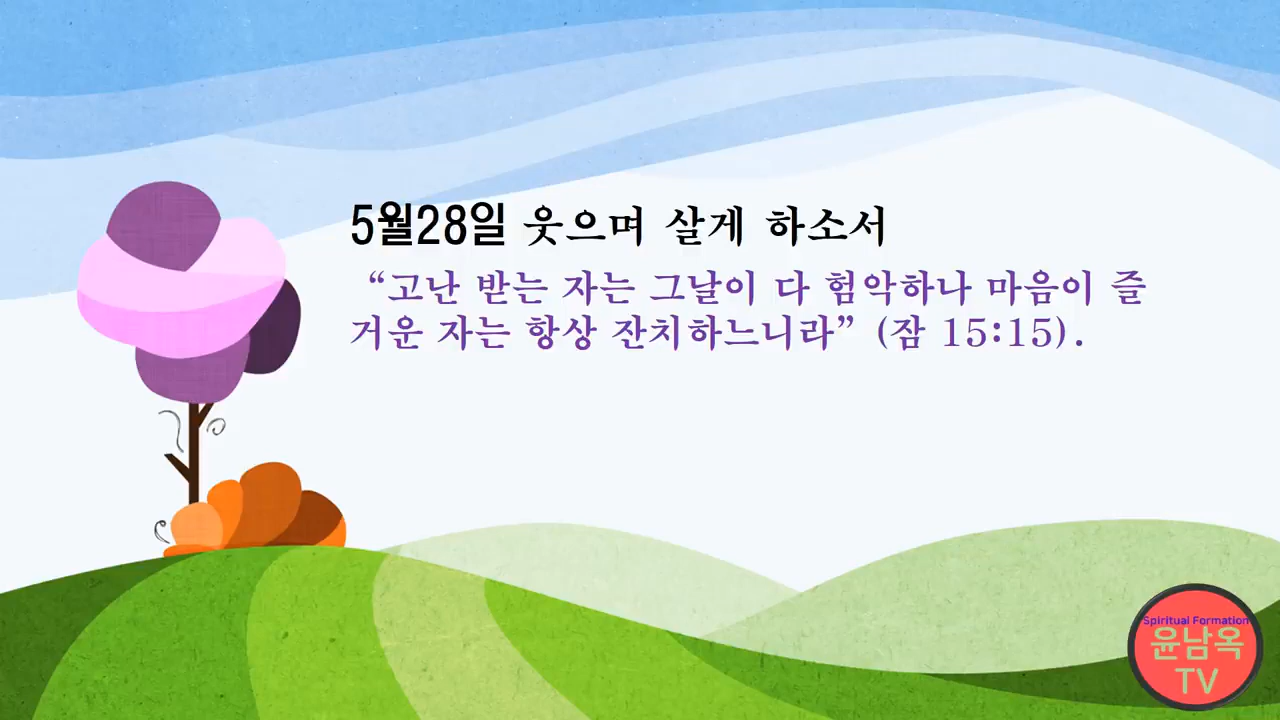 5월28일 웃으며 살게 하소서
“고난 받는 자는 그날이 다 험악하나 마음이 즐
거운 자는 항상 잔치하느니라” (잠 15:15).
Spiritual Formation
윤남옥
TV